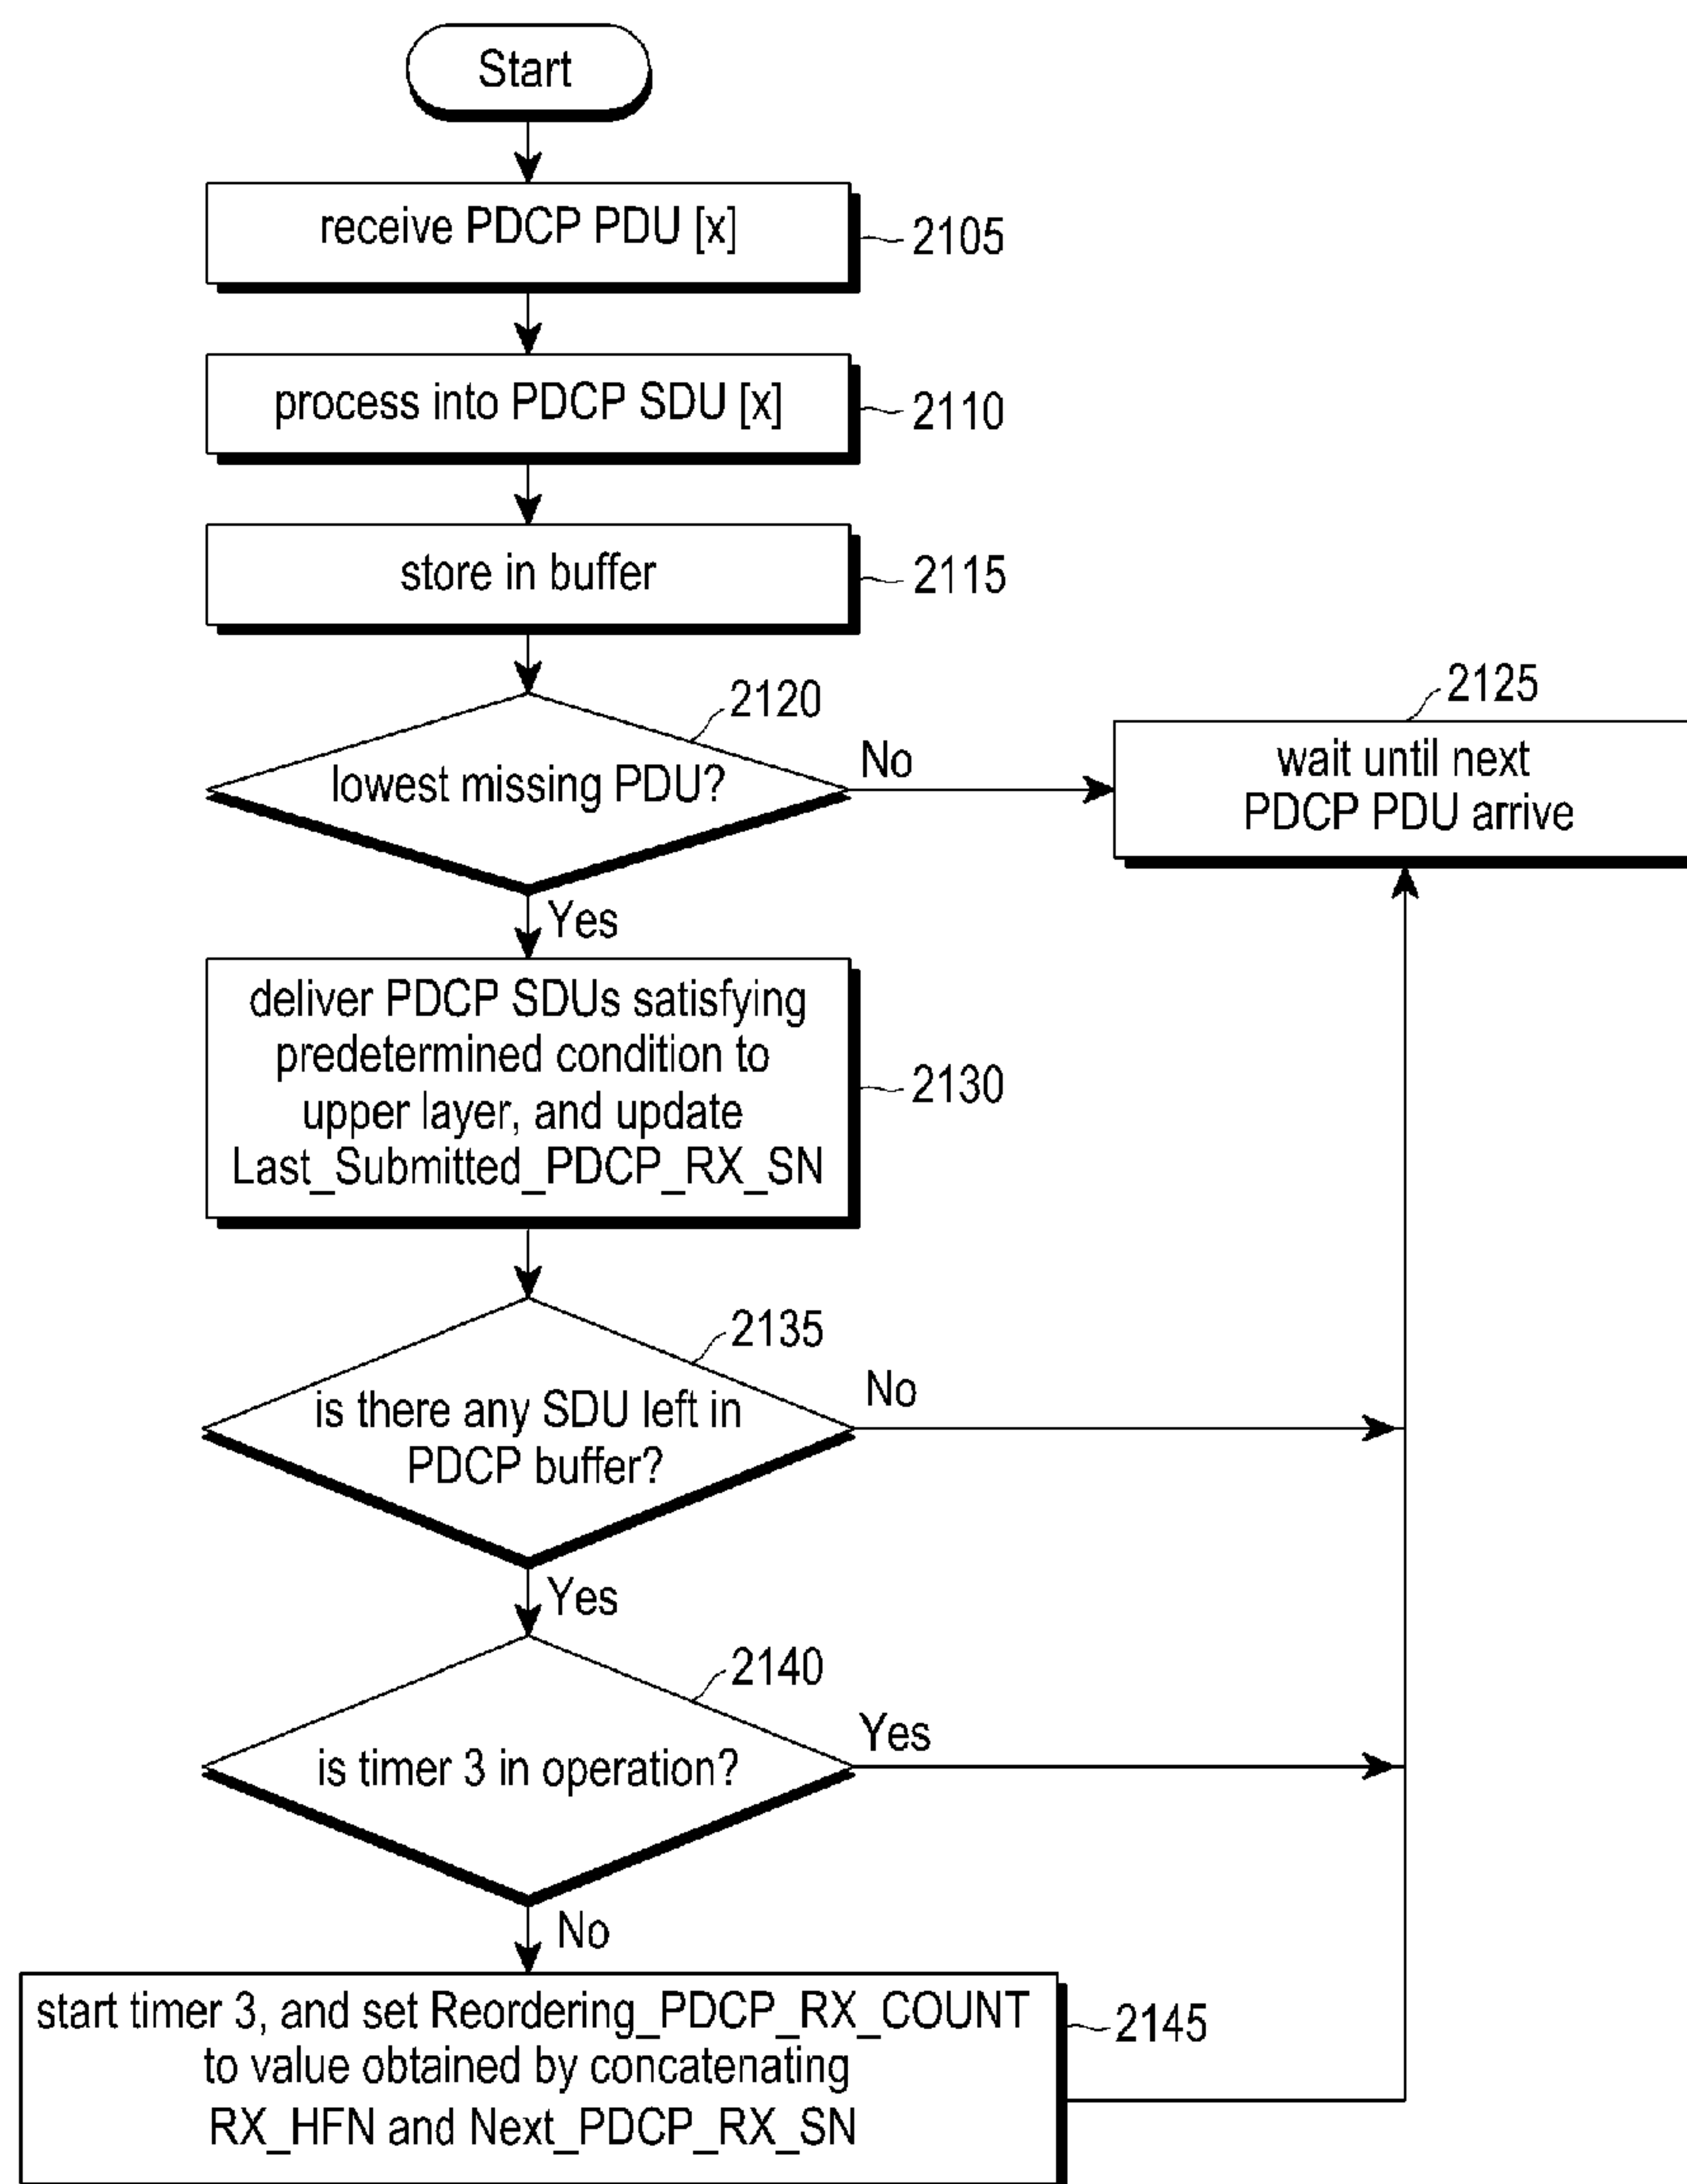 Start
receive PDCP PDU [x]
2105
process into PDCP SDU [x]
2110
store in buffer
2115
2120
lowest missing PDU?
No
2125
wait until next
PDCP PDU arrive
Yes
deliver PDCP SDUs satisfying
predetermined condition to
upper layer, and update
Last_Submitted_PDCP_RX_SN
2130
2135
is there any SDU left in
PDCP buffer?
No
Yes
2140
is timer 3 in operation?
Yes
No
start timer 3, and set Reordering_PDCP_RX_COUNT
to value obtained by concatenating
RX_HFN and Next_PDCP_RX_SN
2145